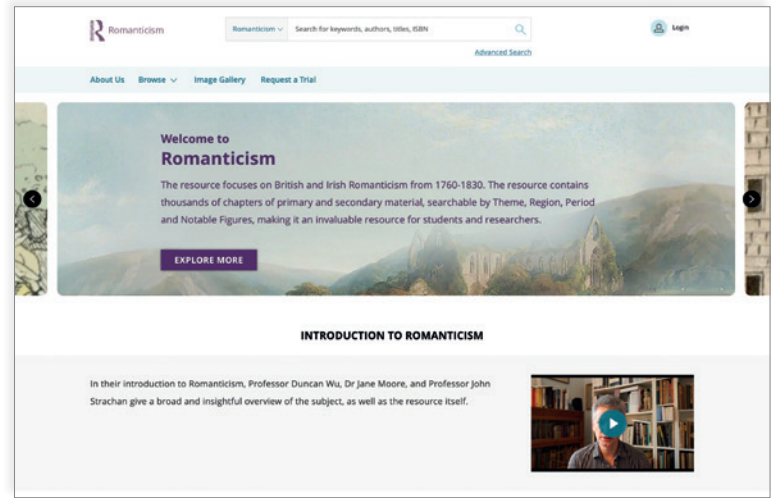 Romanticism
Romanticism
Search for keywords, authors, titles, ISBN
Login
Advanced Search
About Us Browse Image Gallery Request a Trial
Welcome to
Romanticism
The resource focuses on British and Irish Romanticism from 1760-1830. The resource contains
thousands of chapters of primary and secondary material, searchable by Theme, Region, Period
and Notable Figures, making it an invaluable resource for students and researchers.
EXPLORE MORE
INTRODUCTION TO ROMANTICISM
In their introduction to Romanticism, Professor Duncan Wu, Dr Jane Moore, and Professor John
Strachan give a broad and insightful overview of the subject, as well as the resource itself.